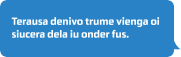 Terausa denivo trume vienga oi
siucera dela iu onder fus.